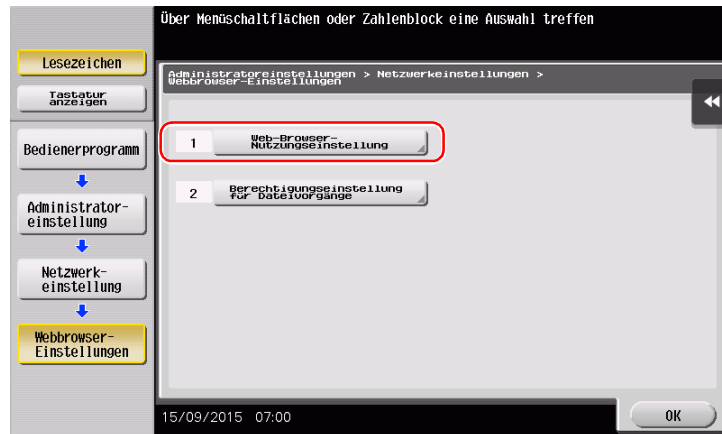 Über Menüschaltflächen oder Zahlenblock eine Auswahl treffen
Lesezeichen
Tastatur
anzeigen
Bedienerprogramm
Administrator-
einstellung
Netzwerk-
einstellung
Webbrowser-
Einstellungen
Administratoreinstellungen > Netzwerkeinstellungen >
Webbrowser-Einstellungen
1 Web-Browser-
Nutzungseinstellung
2 Berechtigungseinstellung
für Dateivorgänge
15/09/2015 07:00
OK